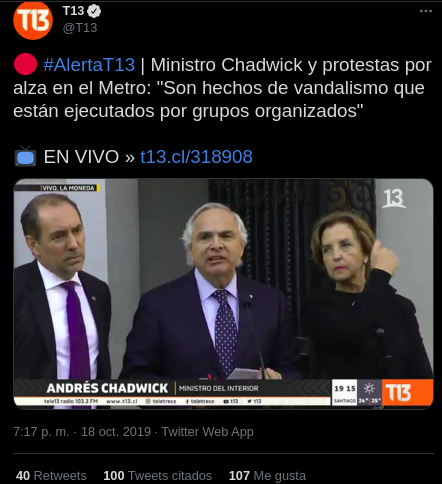 T13
T13
@T13
#AlertaT13 | Ministro Chadwick y protestas por
alza en el Metro: "Son hechos de vandalismo que
están ejecutados por grupos organizados"
EN VIVO » t13.cl/318908
VIVO, LA MONEDA
13
ANDRÉS CHADWICK | MINISTRO DEL INTERIOR
19 15
SANTIAGO
24° 25°
T13
tele13 radio 103.3 FM www.t13.cl teletrece teletrece t13 t13
7:17 p. m. · 18 oct. 2019 · Twitter Web App
40 Retweets 100 Tweets citados 107 Me gusta